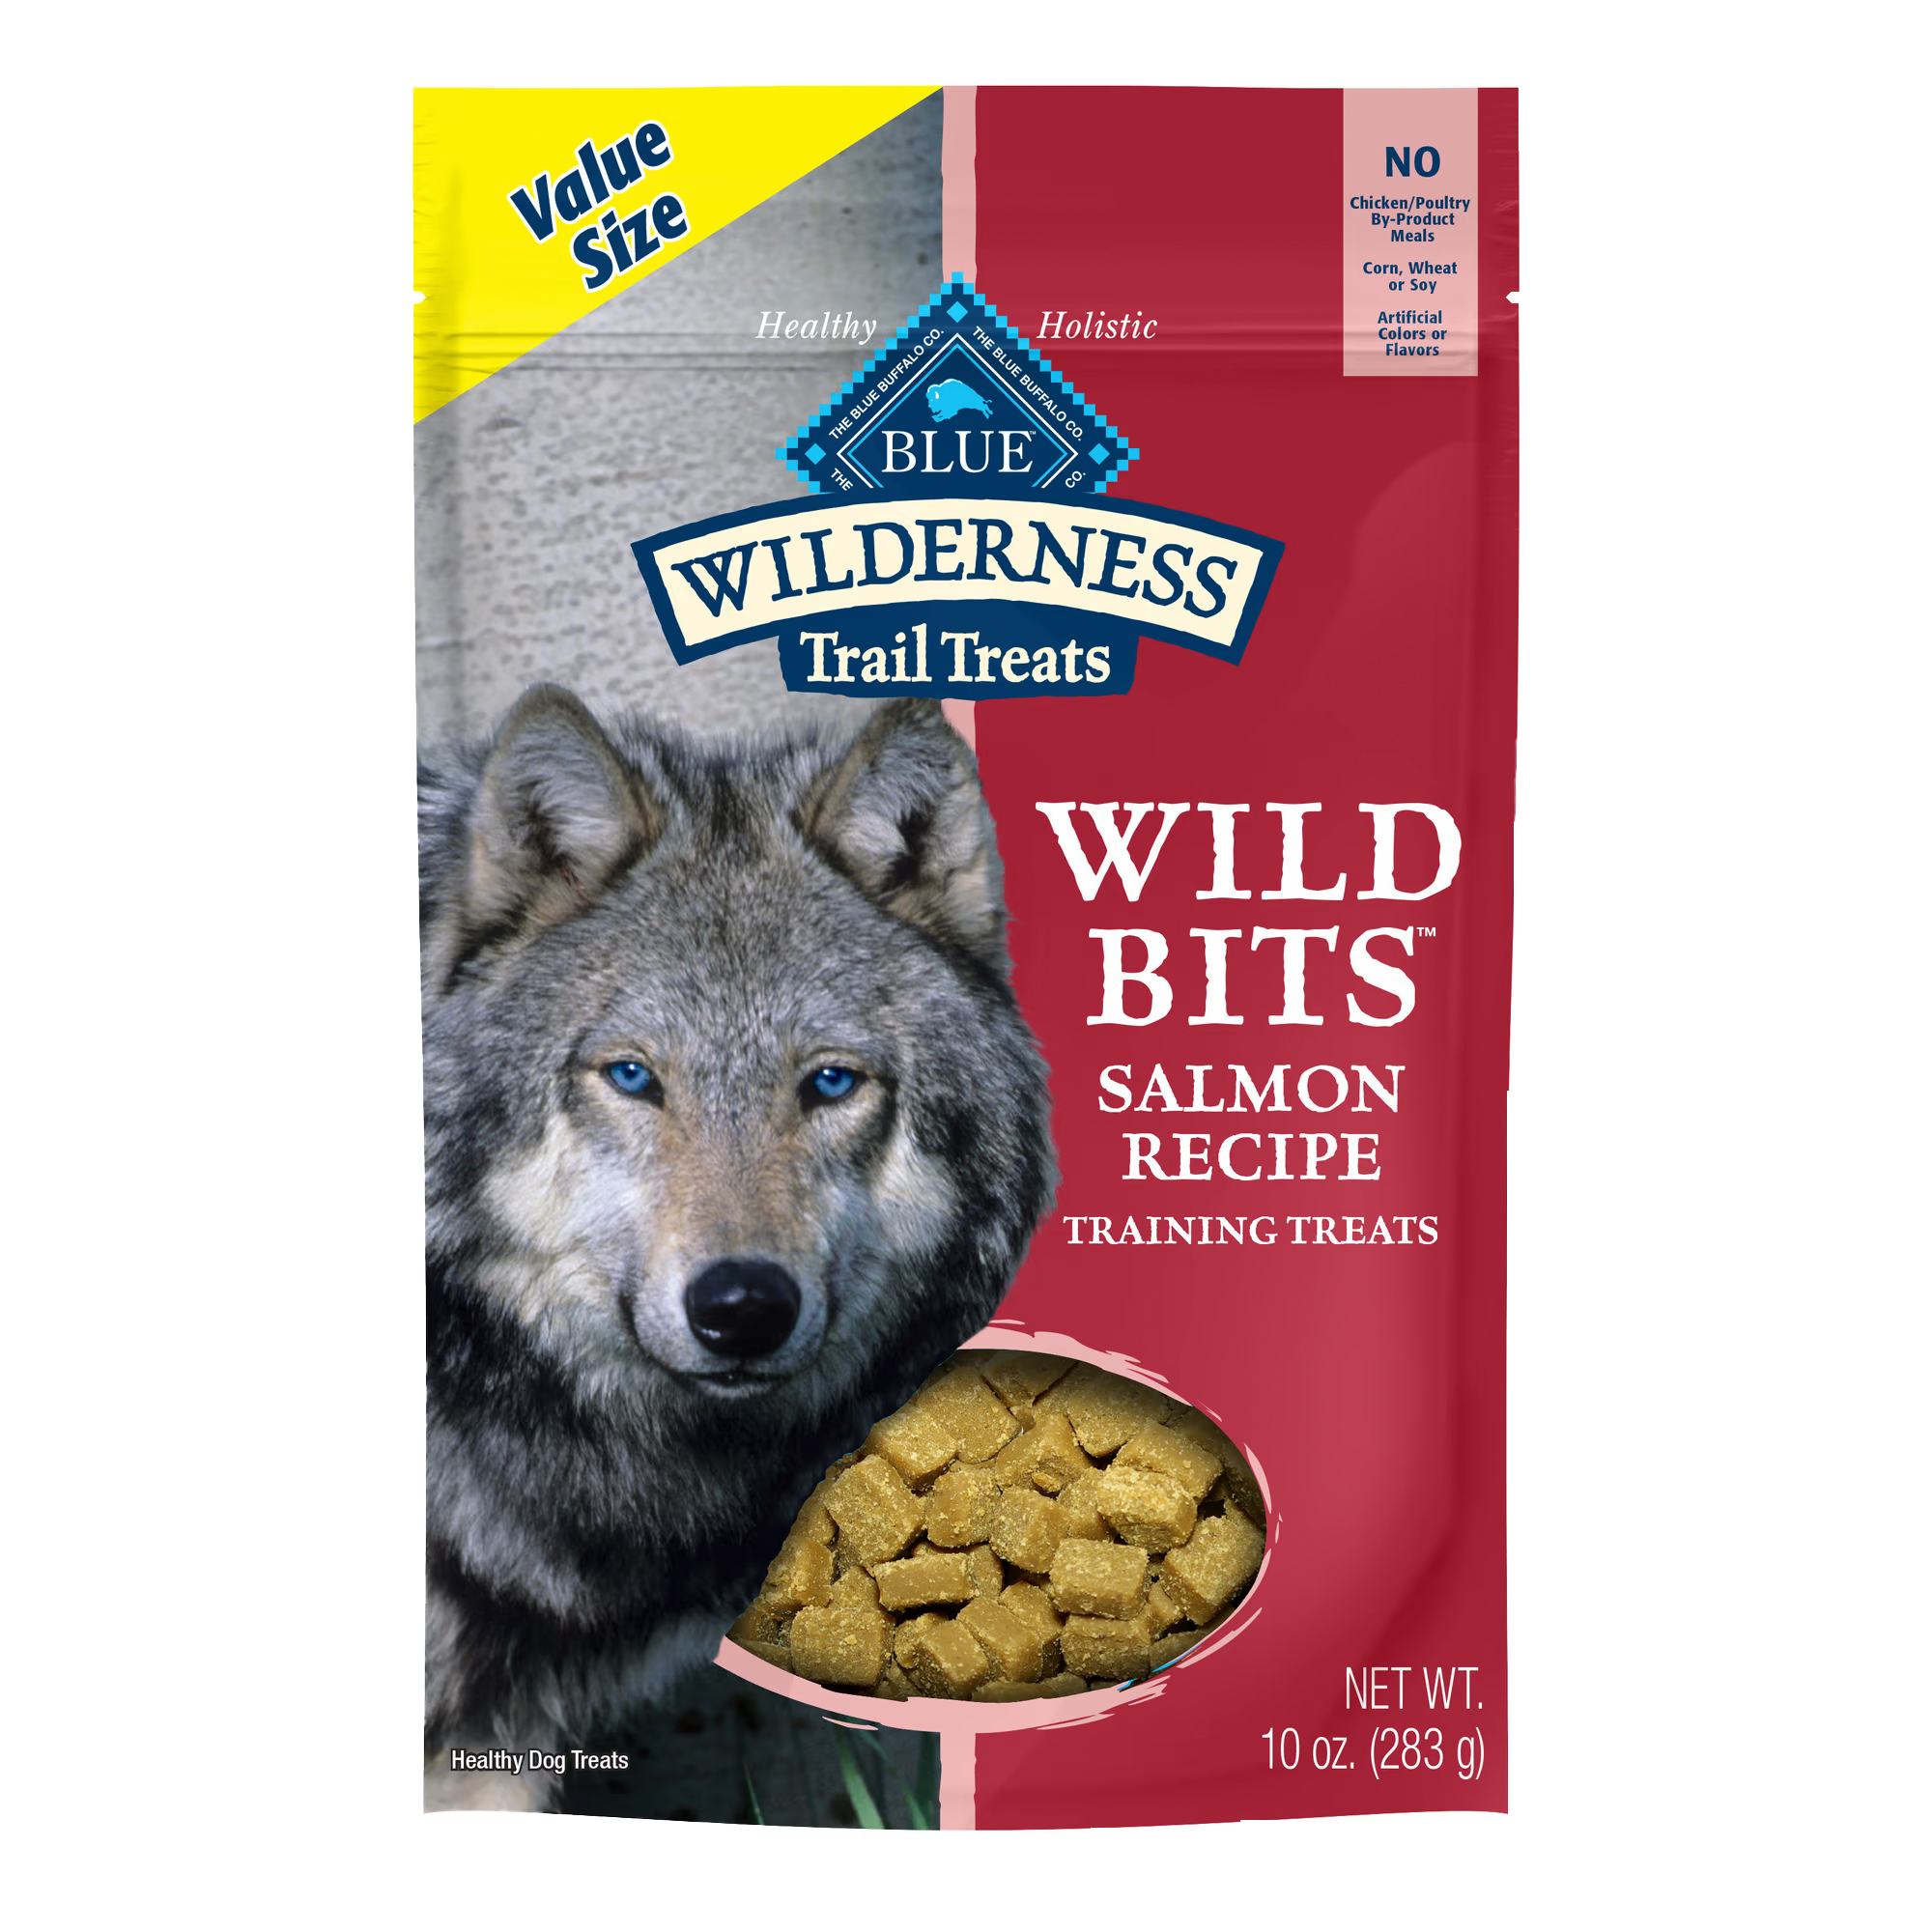 Value
Size
NO
Chicken/Poultry
By-Product
Meals
Corn, Wheat
or Soy
Artificial
Colors or
Flavors
Healthy
Holistic
THE BLUE BUFFALO CO.
THE BLUE BUFFALO CO.
THE
CO.
BLUE™
WILDERNESS
Trail Treats
WILD
BITS™
SALMON
RECIPE
TRAINING TREATS
NET WT.
10 oz. (283 g)
Healthy Dog Treats